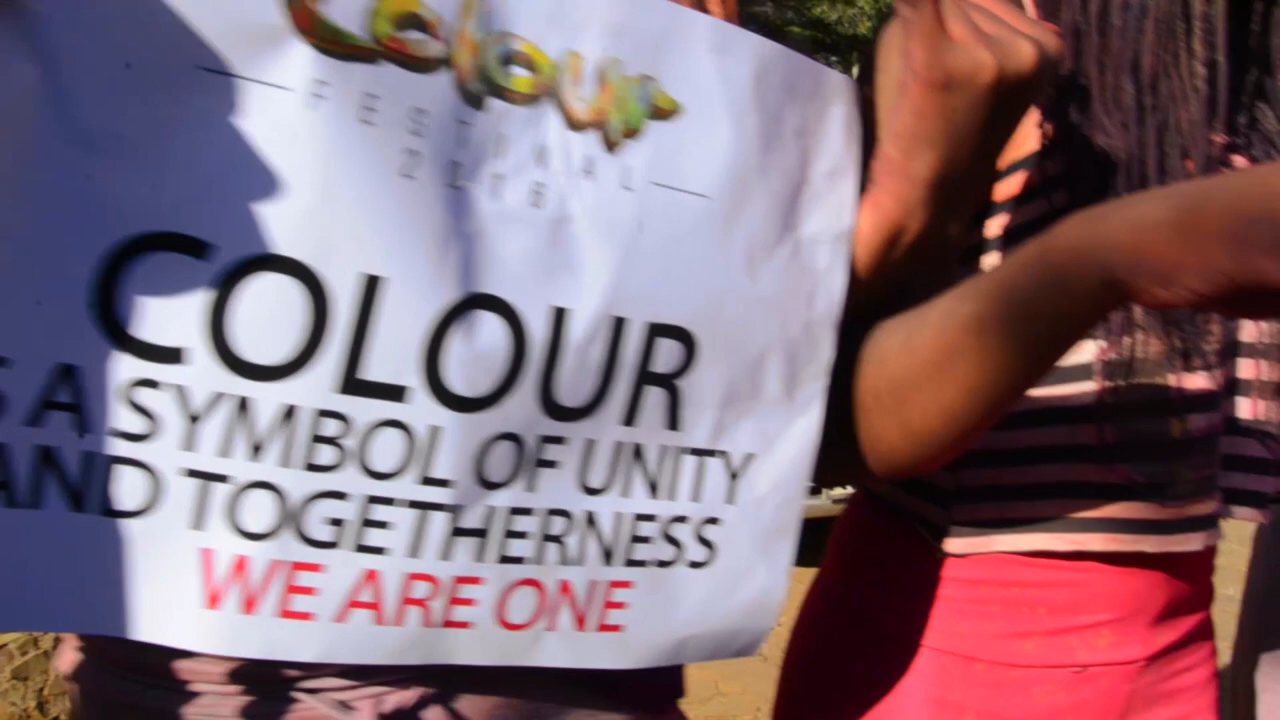 Colour
FESTIVAL
COLOUR
A SYMBOL OF UNITY
AND TOGETHERNESS
WE ARE ONE